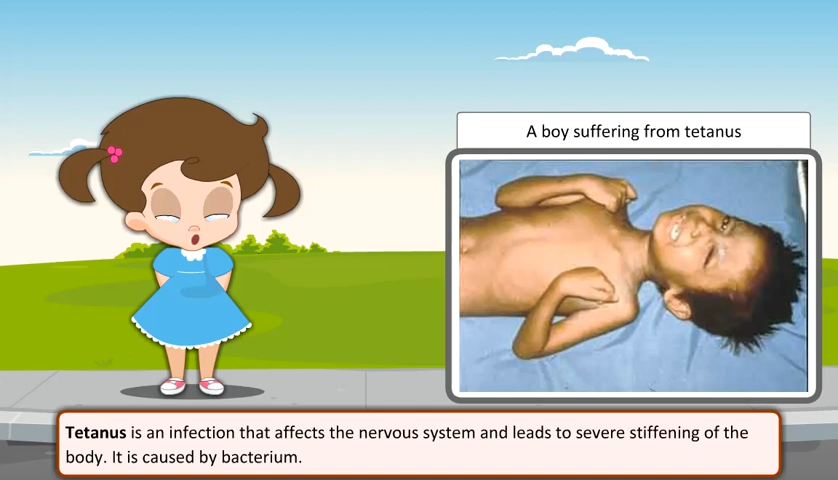 A boy suffering from tetanus
Tetanus is an infection that affects the nervous system and leads to severe stiffening of the
body. It is caused by bacterium.